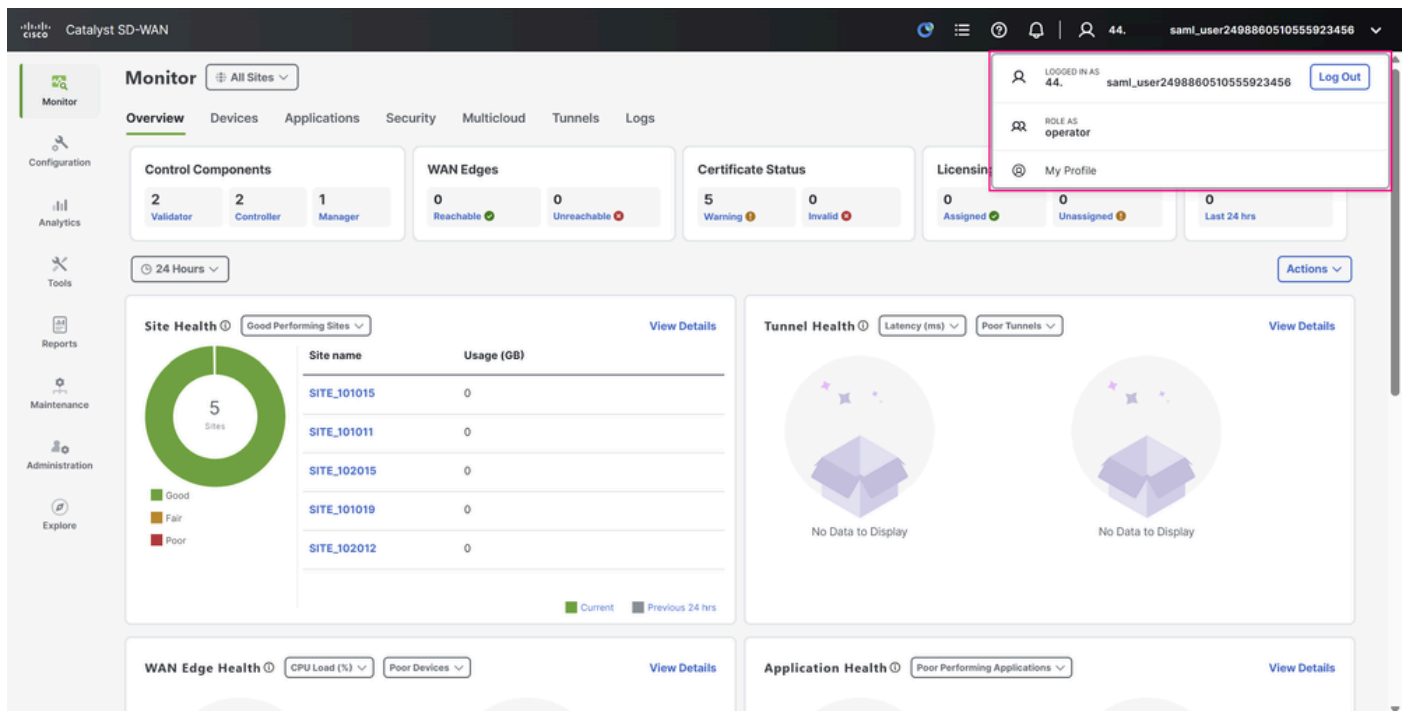 CISCO Catalyst SD-WAN 44. saml_user2498860510555923456
LOGGED IN AS
44. saml_user2498860510555923456 Log Out
ROLE AS
operator
My Profile
Monitor
Configuration
Analytics
Tools
Reports
Maintenance
Administration
Explore
Monitor All Sites
Overview Devices Applications Security Multicloud Tunnels Logs
Control Components
2 2 1
Validator Controller Manager
WAN Edges
0 0
Reachable Unreachable
Certificate Status
5 0
Warning Invalid
Licensing
0 0
Assigned Unassigned
0
Last 24 hrs
24 Hours Actions
Site Health Good Performing Sites View Details
5
Sites
Good
Fair
Poor
Site name Usage (GB)
SITE_101015 0
SITE_101011 0
SITE_102015 0
SITE_101019 0
SITE_102012 0
Current Previous 24 hrs
Tunnel Health Latency (ms) Poor Tunnels View Details
No Data to Display No Data to Display
WAN Edge Health CPU Load (%) Poor Devices View Details
Application Health Poor Performing Applications View Details